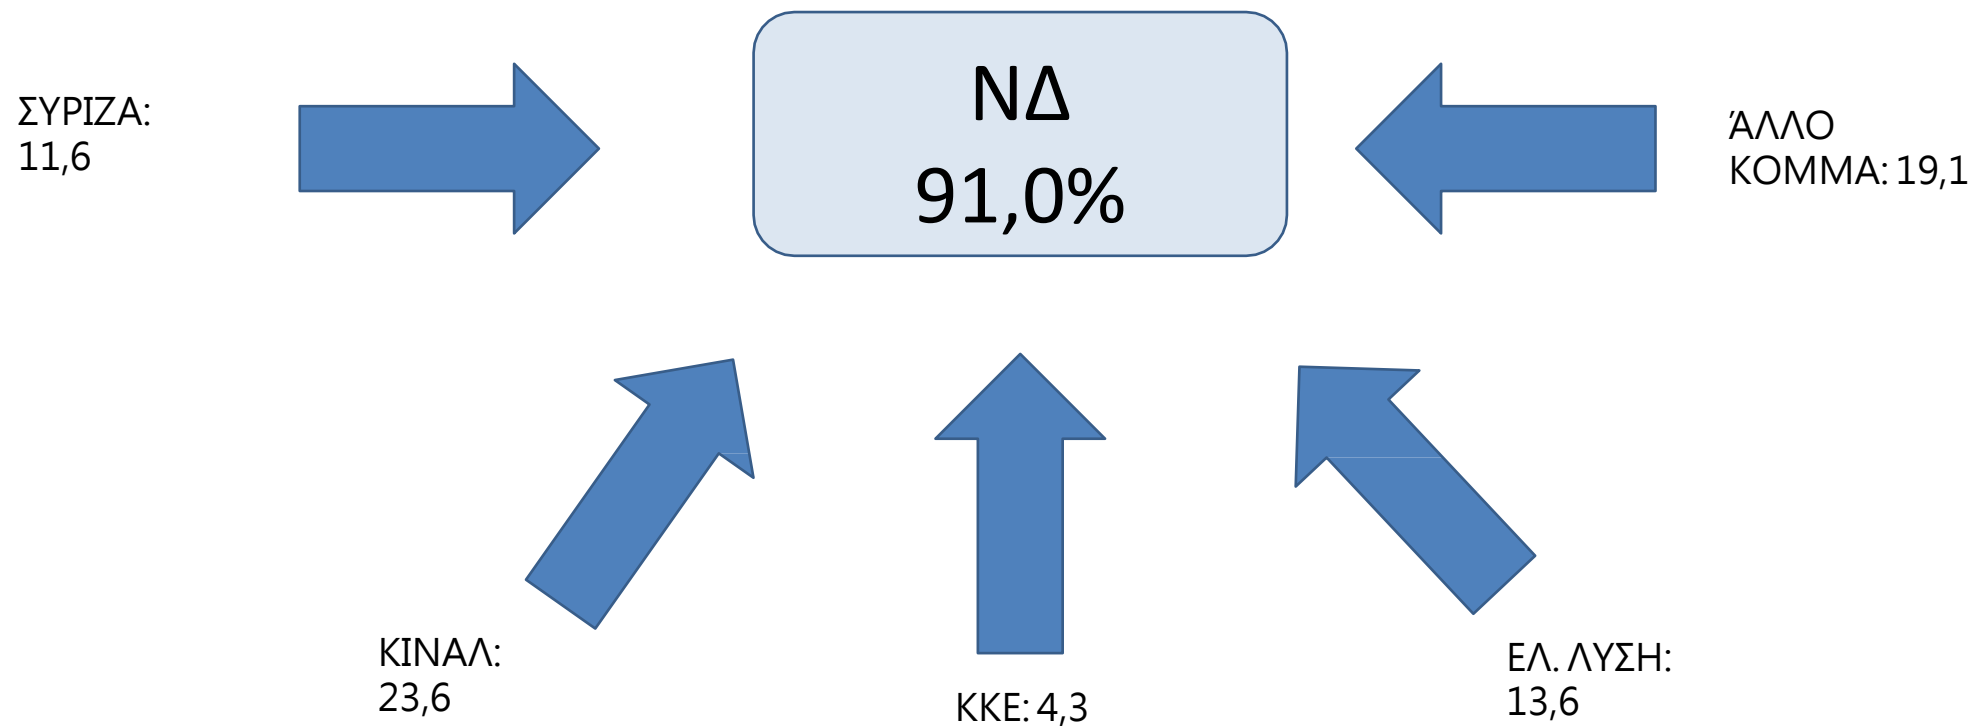 ΝΔ
91,0%
ΣΥΡΙΖΑ:
11,6
ΆΛΛΟ
ΚΟΜΜΑ: 19,1
ΚΙΝΑΛ:
23,6
ΚΚΕ: 4,3
ΕΛ. ΛΥΣΗ:
13,6